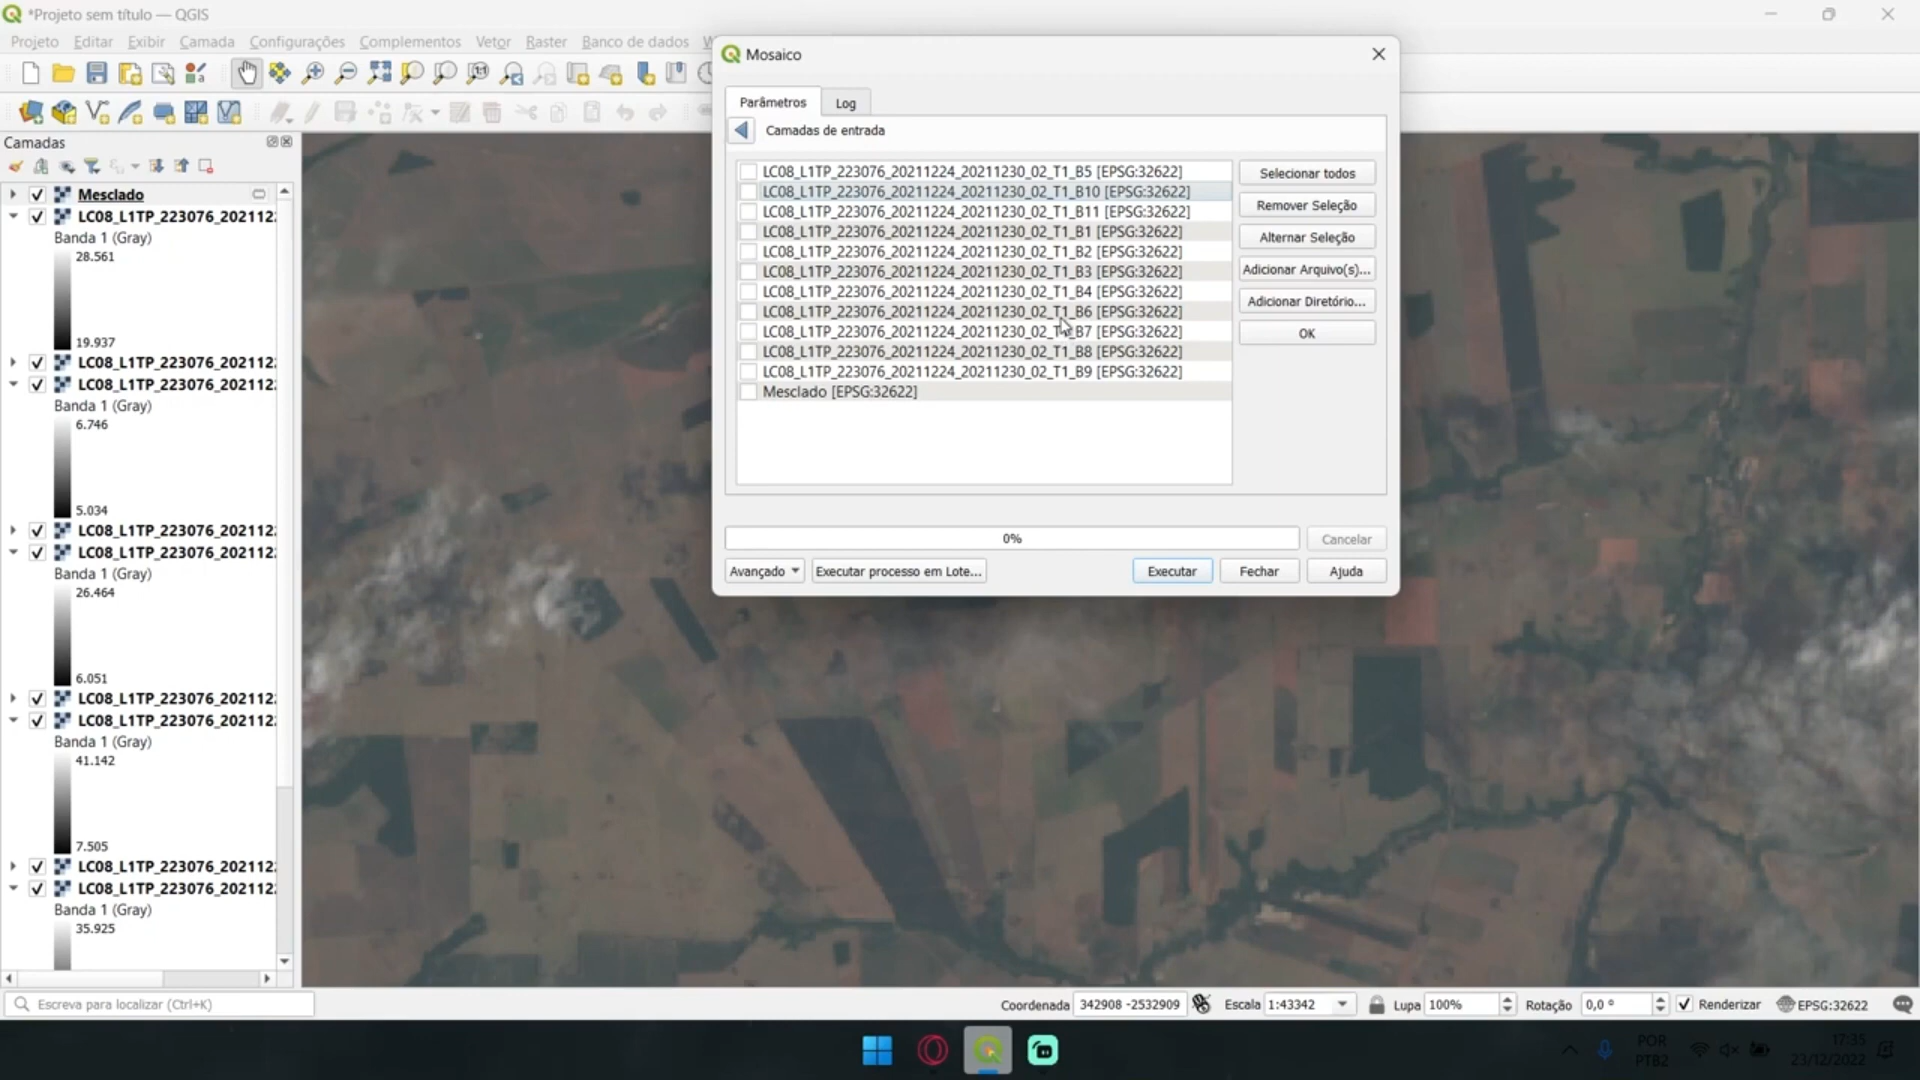 *Projeto sem título — QGIS
Projeto Editar Exibir Camada Configurações Complementos Vetor Raster Banco de dados W
Mosaico
Parâmetros Log
Camadas de entrada
LC08_L1TP_223076_20211224_20211230_02_T1_B5 [EPSG:32622]
LC08_L1TP_223076_20211224_20211230_02_T1_B10 [EPSG:32622]
LC08_L1TP_223076_20211224_20211230_02_T1_B11 [EPSG:32622]
LC08_L1TP_223076_20211224_20211230_02_T1_B1 [EPSG:32622]
LC08_L1TP_223076_20211224_20211230_02_T1_B2 [EPSG:32622]
LC08_L1TP_223076_20211224_20211230_02_T1_B3 [EPSG:32622]
LC08_L1TP_223076_20211224_20211230_02_T1_B4 [EPSG:32622]
LC08_L1TP_223076_20211224_20211230_02_T1_B6 [EPSG:32622]
LC08_L1TP_223076_20211224_20211230_02_T1_B7 [EPSG:32622]
LC08_L1TP_223076_20211224_20211230_02_T1_B8 [EPSG:32622]
LC08_L1TP_223076_20211224_20211230_02_T1_B9 [EPSG:32622]
Mesclado [EPSG:32622]
Selecionar todos
Remover Seleção
Alternar Seleção
Adicionar Arquivo(s)...
Adicionar Diretório...
OK
0%
Cancelar
Avançado Executar processo em Lote... Executar Fechar Ajuda
Camadas
Mesclado
LC08_L1TP_223076_202112
Banda 1 (Gray)
28.561
19.937
LC08_L1TP_223076_202112
LC08_L1TP_223076_202112
Banda 1 (Gray)
6.746
5.034
LC08_L1TP_223076_202112
LC08_L1TP_223076_202112
Banda 1 (Gray)
26.464
6.051
LC08_L1TP_223076_202112
LC08_L1TP_223076_202112
Banda 1 (Gray)
41.142
7.505
LC08_L1TP_223076_202112
LC08_L1TP_223076_202112
Banda 1 (Gray)
35.925
Escreva para localizar (Ctrl+K)
Coordenada 342908 -2532909 Escala 1:43342 Lupa 100% Rotação 0,0 ° Renderizar EPSG:32622
POR
PTB2
17:35
23/12/2022